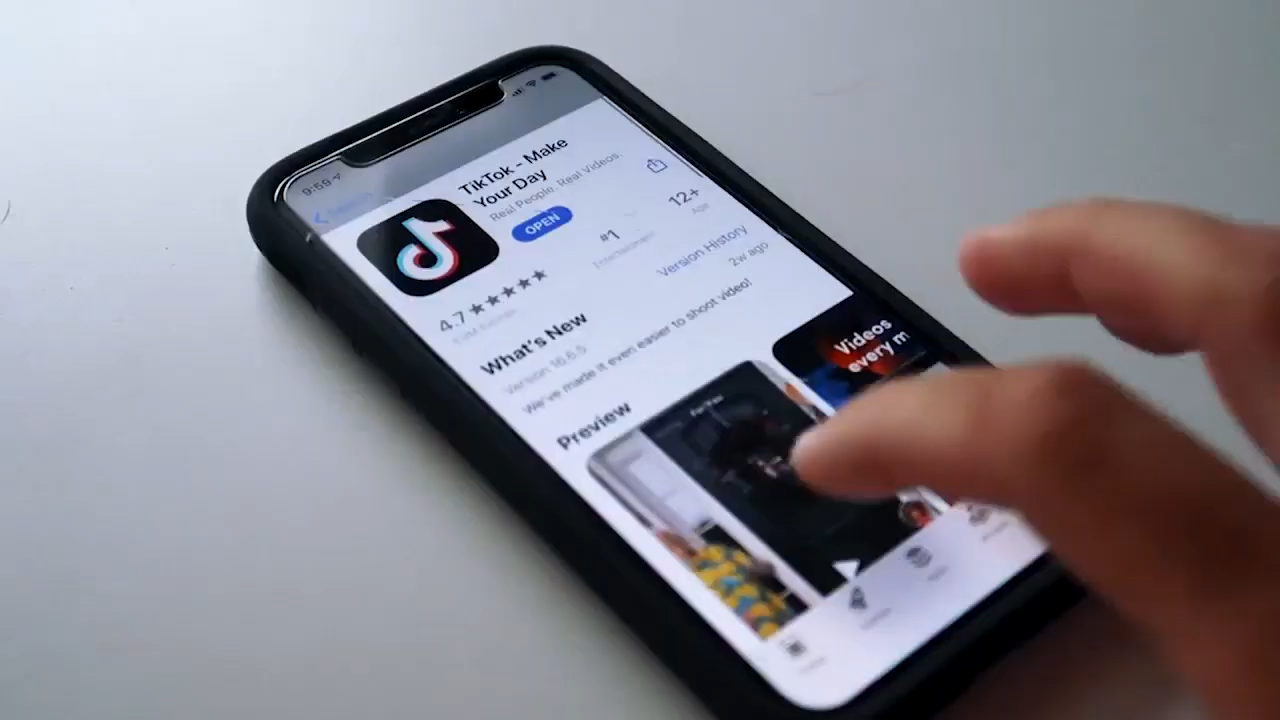 9:59
TikTok - Make
Your Day
Real People. Real Videos.
OPEN
4.7 ★★★★★
#1
Entertainment
12+
Age
What's New
Version History
Version 16.6.5
2w ago
We've made it even easier to shoot video!
Preview
For You
Videos
every m